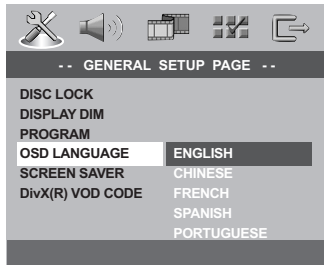 -- GENERAL SETUP PAGE --
DISC LOCK
DISPLAY DIM
PROGRAM
OSD LANGUAGE ENGLISH
SCREEN SAVER CHINESE
DivX(R) VOD CODE FRENCH
SPANISH
PORTUGUESE